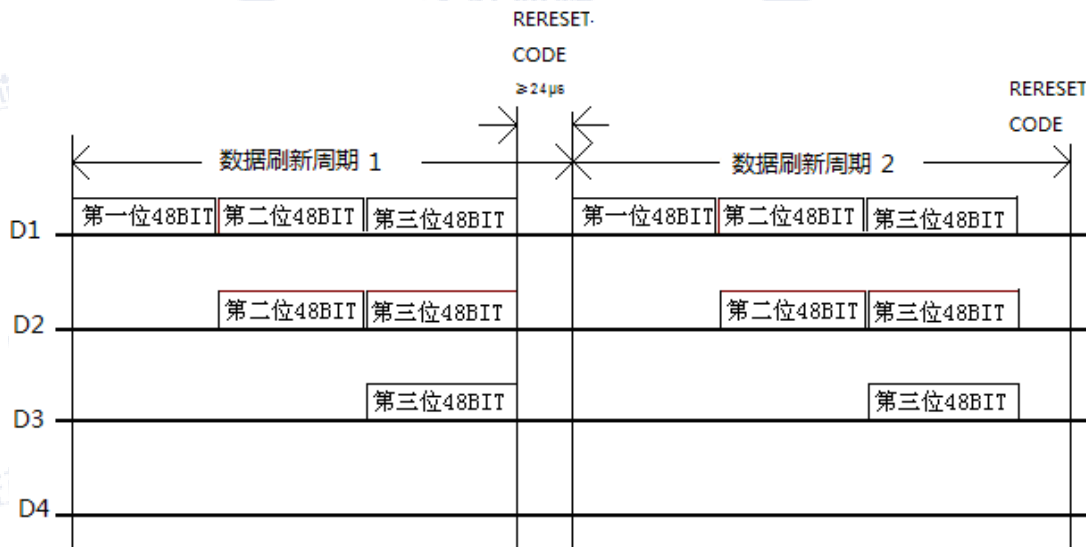 RERESET
CODE
≥24μs
RERESET
CODE
数据刷新周期 1
数据刷新周期 2
D1
第一位48BIT
第二位48BIT
第三位48BIT
第一位48BIT
第二位48BIT
第三位48BIT
D2
第二位48BIT
第三位48BIT
第二位48BIT
第三位48BIT
D3
第三位48BIT
第三位48BIT
D4